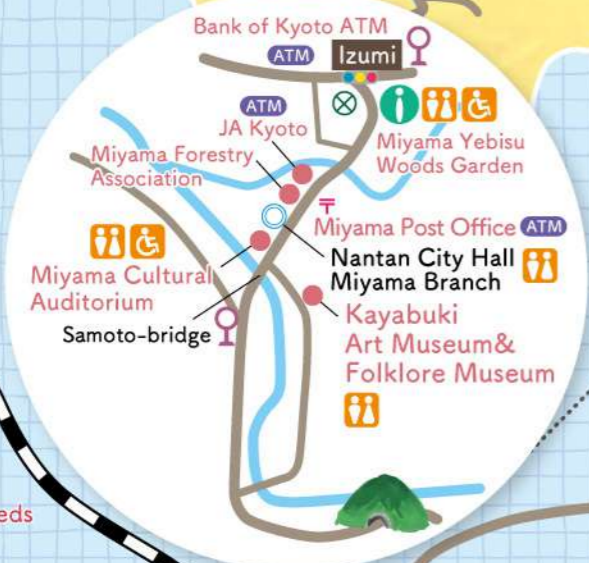 Bank of Kyoto ATM
ATM
Izumi
ATM
JA Kyoto
Miyama Yebisu
Woods Garden
Miyama Forestry
Association
〒
Miyama Post Office ATM
Nantan City Hall
Miyama Branch
Miyama Cultural
Auditorium
Samoto-bridge
Kayabuki
Art Museum&
Folklore Museum
eds